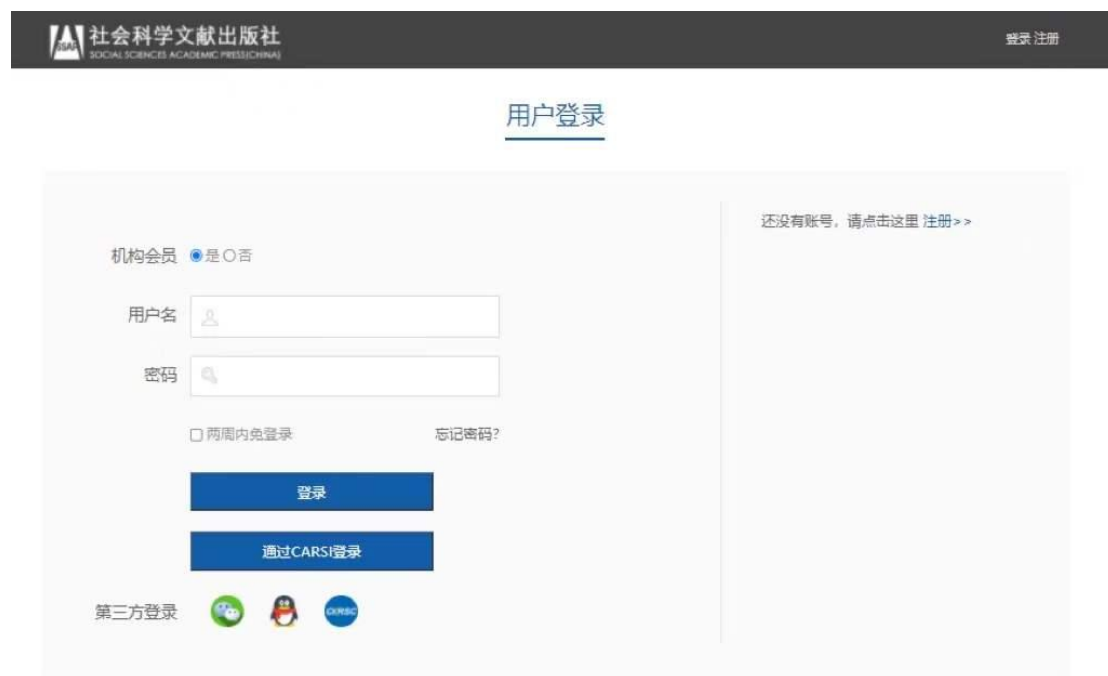 社会科学文献出版社
SSAP
SOCIAL SCIENCES ACADEMIC PRESS(CHINA)
登录 注册
用户登录
还没有账号，请点击这里 注册>>
机构会员 是 否
用户名
密码
两周内免登录 忘记密码?
登录
通过CARSI登录
第三方登录